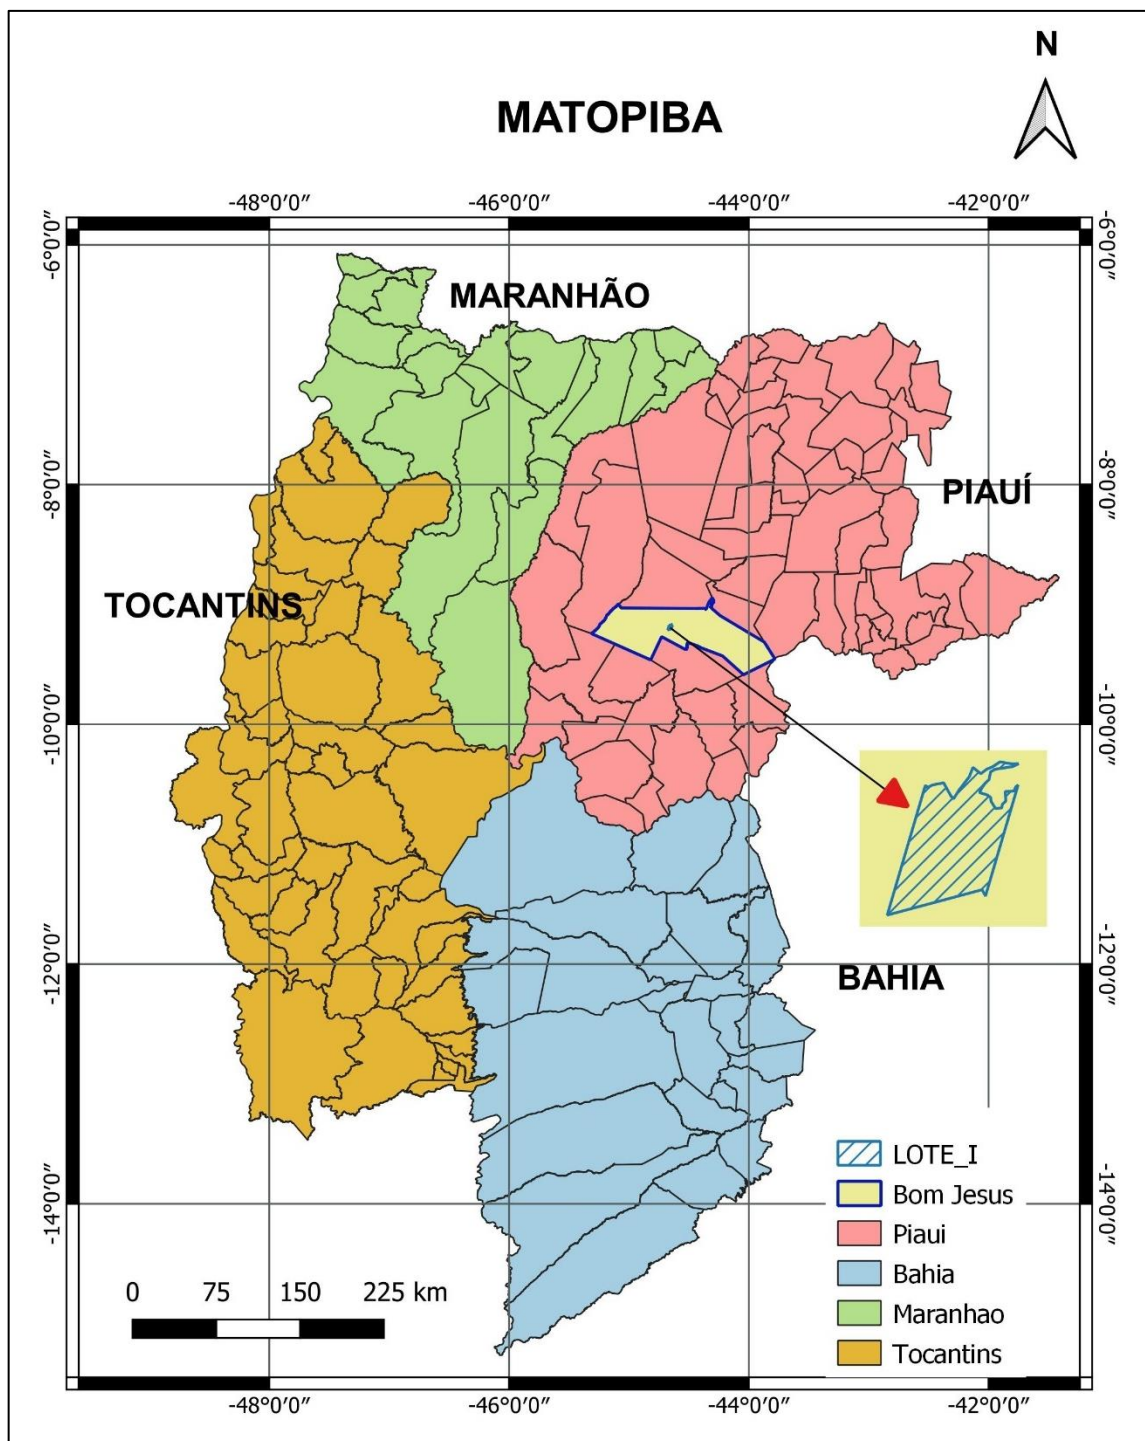 N
MATOPIBA
-48°0′0″ -46°0′0″ -44°0′0″ -42°0′0″
-6°0′0″ -6°0′0″
MARANHÃO
-8°0′0″ -8°0′0″
PIAUÍ
TOCANTINS
-10°0′0″ -10°0′0″
-12°0′0″ -12°0′0″
BAHIA
LOTE_I
Bom Jesus
-14°0′0″ -14°0′0″
Piaui
Bahia
0 75 150 225 km
Maranhao
Tocantins
-48°0′0″ -46°0′0″ -44°0′0″ -42°0′0″